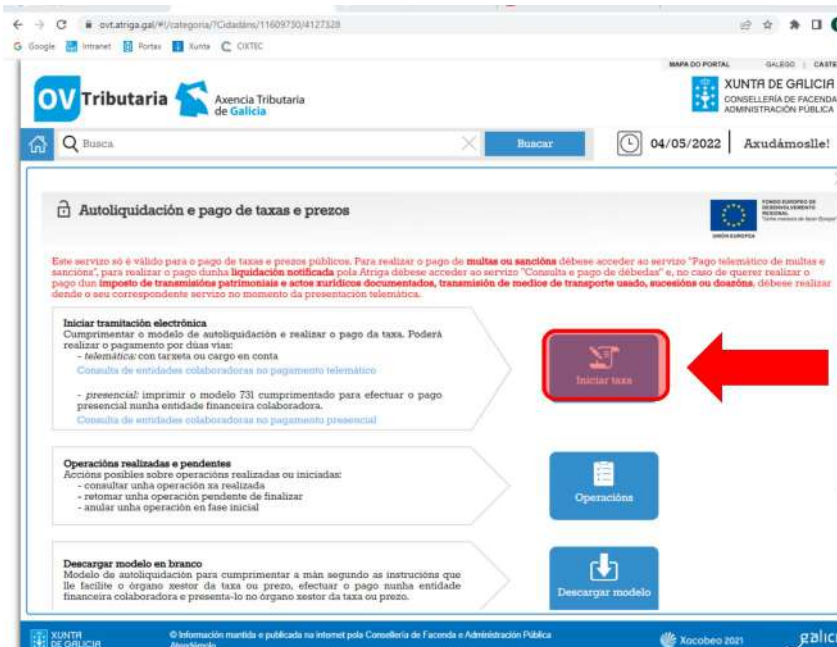 ovt.atriga.gal/#!/categoria/?Cidadáns/11609730/4127328
Google Intranet Portax Xunta CIXTEC
MAPA DO PORTAL GALEGO | CASTE
OV Tributaria Axencia Tributaria
de Galicia
XUNTA DE GALICIA
CONSELLERÍA DE FACENDA
ADMINISTRACIÓN PÚBLICA
Busca Buscar 04/05/2022 Axudámoslle!
Autoliquidación e pago de taxas e prezos
FONDO EUROPEO DE
DESENVOLVEMENTO
REXIONAL
UNIÓN EUROPEA
Este servizo só é válido para o pago de taxas e prezos públicos. Para realizar o pago de multas ou sancións débese acceder ao servizo "Pago telemático de multas e
sancións", para realizar o pago dunha liquidación notificada pola Atriga débese acceder ao servizo "Consulta e pago de débedas" e, no caso de querer realizar o
pago dun imposto de transmisións patrimoniais e actos xurídicos documentados, transmisión de medios de transporte usado, sucesións ou doazóns, débese realizar
dende o seu correspondente servizo no momento da presentación telemática.
Iniciar tramitación electrónica
Cumprimentar o modelo de autoliquidación e realizar o pago da taxa. Poderá
realizar o pagamento por dúas vías:
- telemática: con tarxeta ou cargo en conta
Consulta de entidades colaboradoras no pagamento telemático
- presencial: imprimir o modelo 731 cumprimentado para efectuar o pago
presencial nunha entidade financeira colaboradora.
Consulta de entidades colaboradoras no pagamento presencial
Iniciar taxa
Operacións realizadas e pendentes
Accións posibles sobre operacións realizadas ou iniciadas:
- consultar unha operación xa realizada
- retomar unha operación pendente de finalizar
- anular unha operación en fase inicial
Operacións
Descargar modelo en branco
Modelo de autoliquidación para cumprimentar a mán segundo as instrucións que
lle facilite o órgano xestor da taxa ou prezo, efectuar o pago nunha entidade
financeira colaboradora e presenta-lo no órgano xestor da taxa ou prezo.
Descargar modelo
XUNTA
DE GALICIA
© Información mantida e publicada na internet pola Consellería de Facenda e Administración Pública
Atendémolo
Xacobeo 2021
galici